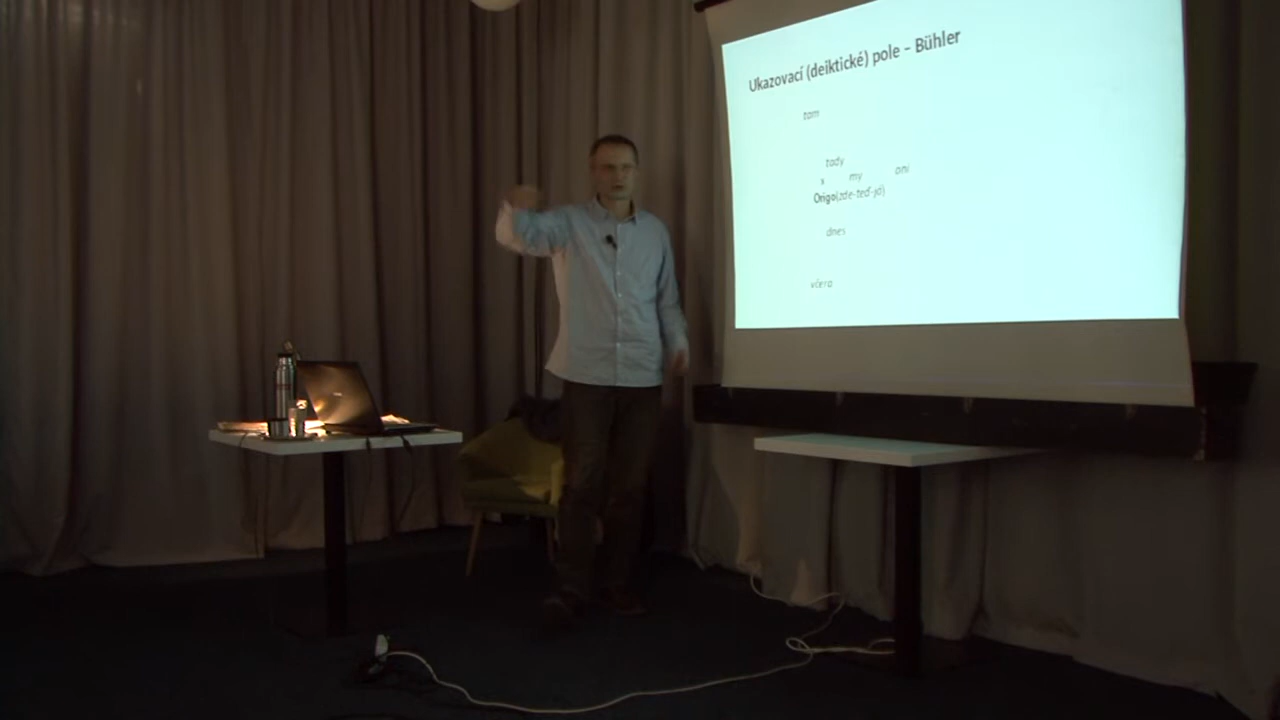 Ukazovací (deiktické) pole – Bühler
tam
tady
x my oni
Origo(zde-teď-já)
dnes
včera